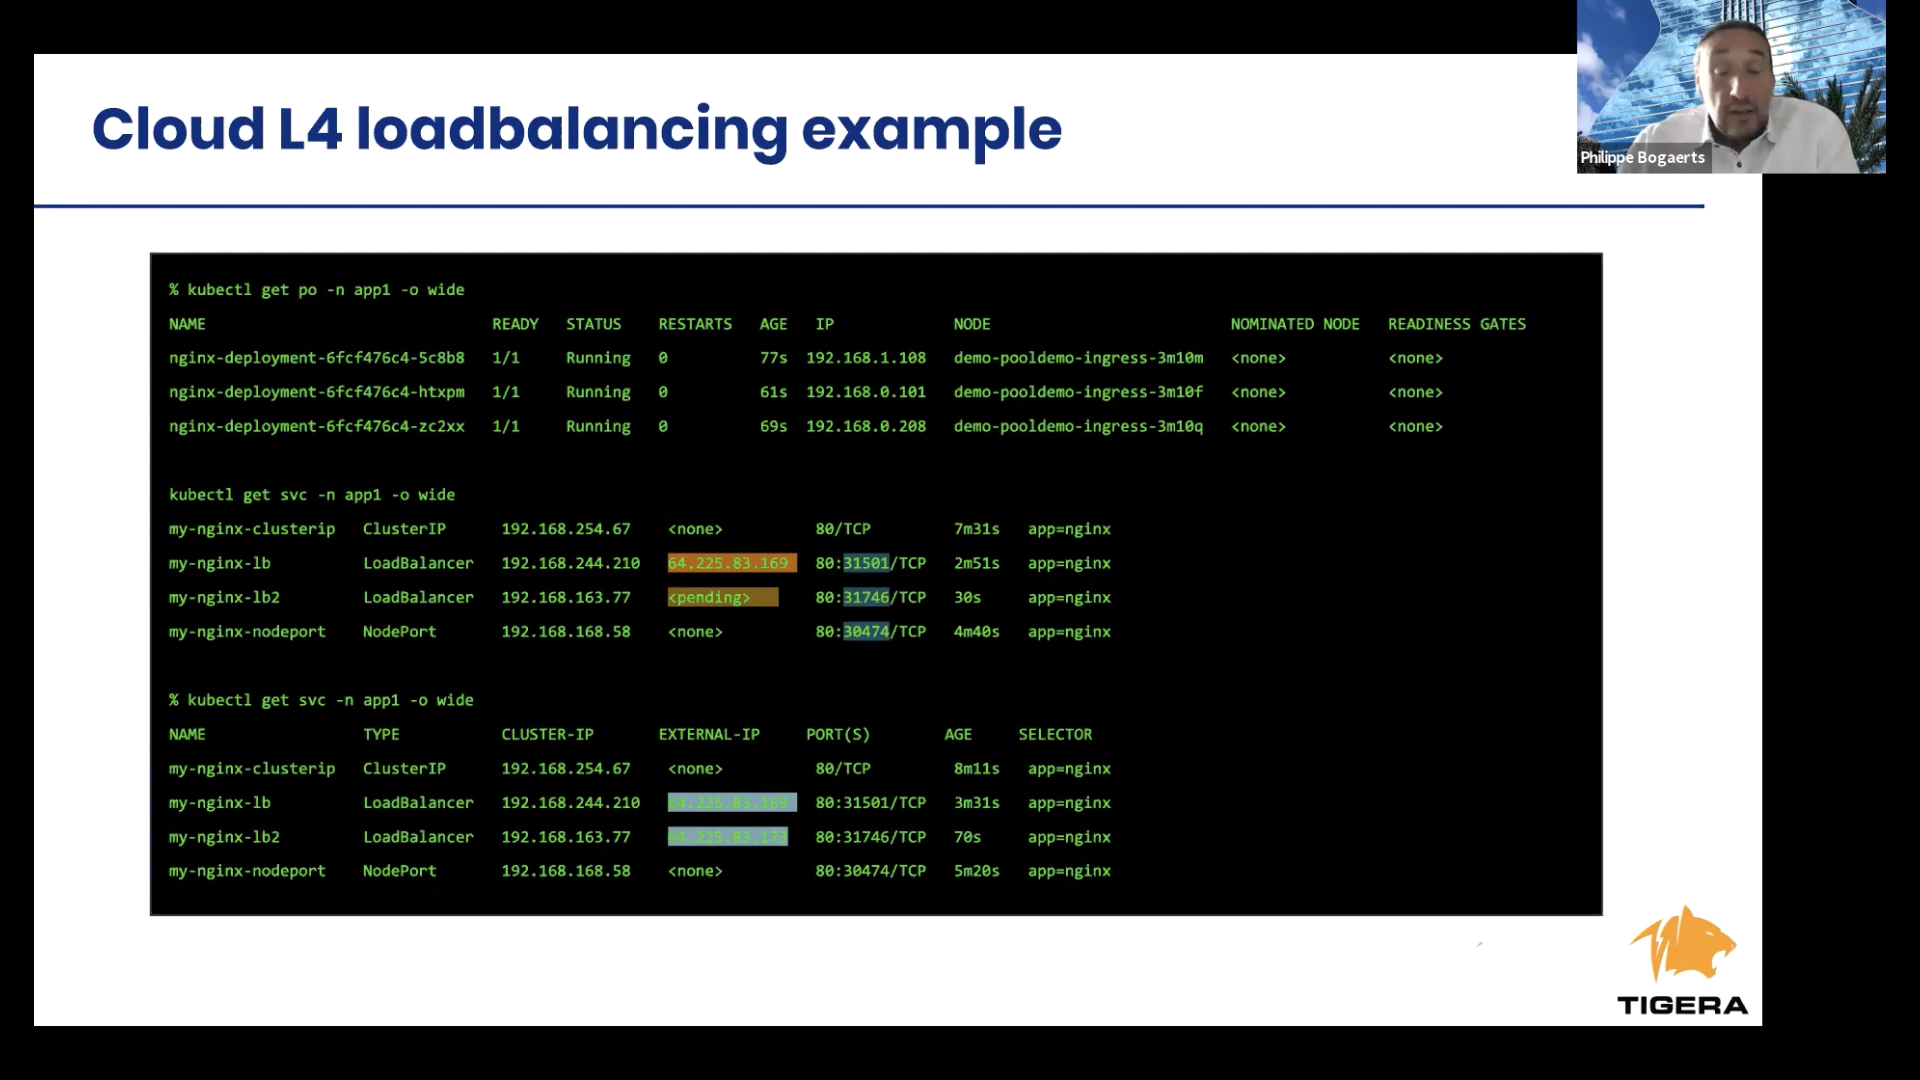 Cloud L4 loadbalancing example
Philippe Bogaerts
% kubectl get po -n app1 -o wide
NAME READY STATUS RESTARTS AGE IP NODE NOMINATED NODE READINESS GATES
nginx-deployment-6fcf476c4-5c8b8 1/1 Running 0 77s 192.168.1.108 demo-pooldemo-ingress-3m10m <none> <none>
nginx-deployment-6fcf476c4-htxpm 1/1 Running 0 61s 192.168.0.101 demo-pooldemo-ingress-3m10f <none> <none>
nginx-deployment-6fcf476c4-zc2xx 1/1 Running 0 69s 192.168.0.208 demo-pooldemo-ingress-3m10q <none> <none>
kubectl get svc -n app1 -o wide
my-nginx-clusterip ClusterIP 192.168.254.67 <none> 80/TCP 7m31s app=nginx
my-nginx-lb LoadBalancer 192.168.244.210 64.225.83.169 80:31501/TCP 2m51s app=nginx
my-nginx-lb2 LoadBalancer 192.168.163.77 <pending> 80:31746/TCP 30s app=nginx
my-nginx-nodeport NodePort 192.168.168.58 <none> 80:30474/TCP 4m40s app=nginx
% kubectl get svc -n app1 -o wide
NAME TYPE CLUSTER-IP EXTERNAL-IP PORT(S) AGE SELECTOR
my-nginx-clusterip ClusterIP 192.168.254.67 <none> 80/TCP 8m11s app=nginx
my-nginx-lb LoadBalancer 192.168.244.210 64.225.83.169 80:31501/TCP 3m31s app=nginx
my-nginx-lb2 LoadBalancer 192.168.163.77 80:31746/TCP 70s app=nginx
my-nginx-nodeport NodePort 192.168.168.58 <none> 80:30474/TCP 5m20s app=nginx
TIGERA